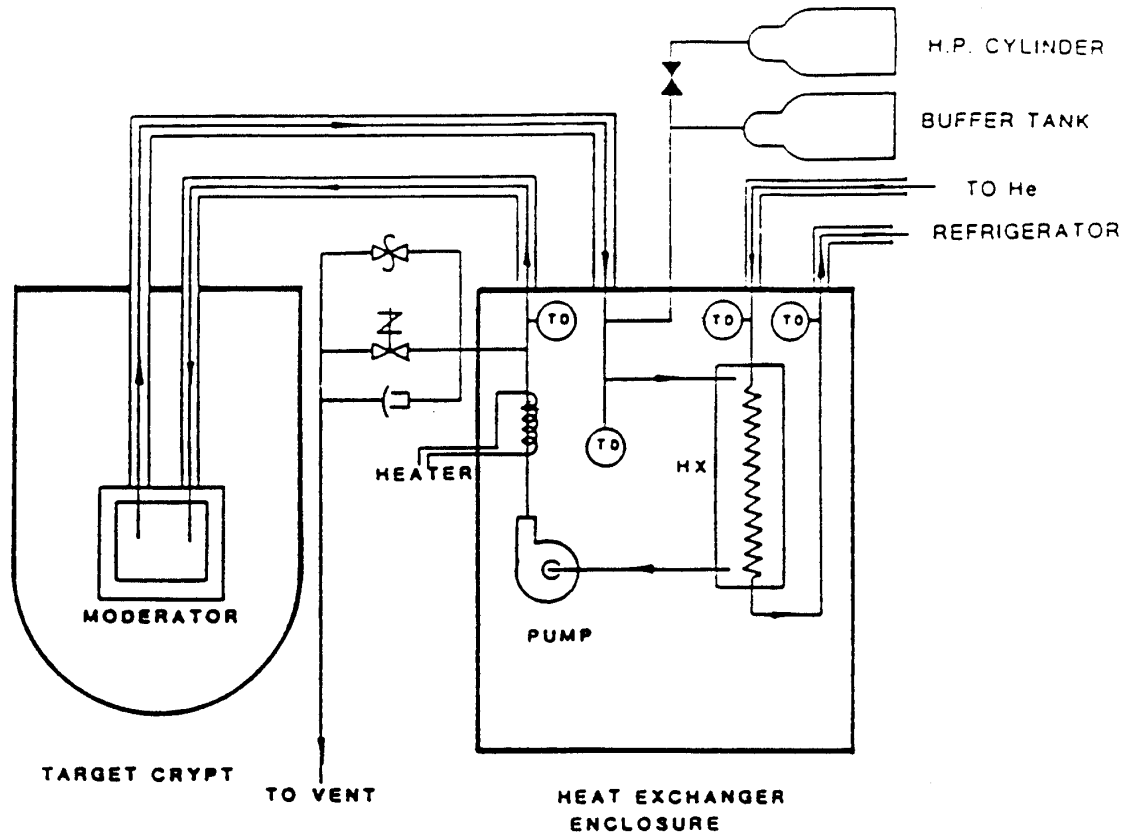 H.P. CYLINDER
BUFFER TANK
TO He
REFRIGERATOR
TD
TD
TD
TD
HEATER
HX
MODERATOR
PUMP
TARGET CRYPT
TO VENT
HEAT EXCHANGER
ENCLOSURE